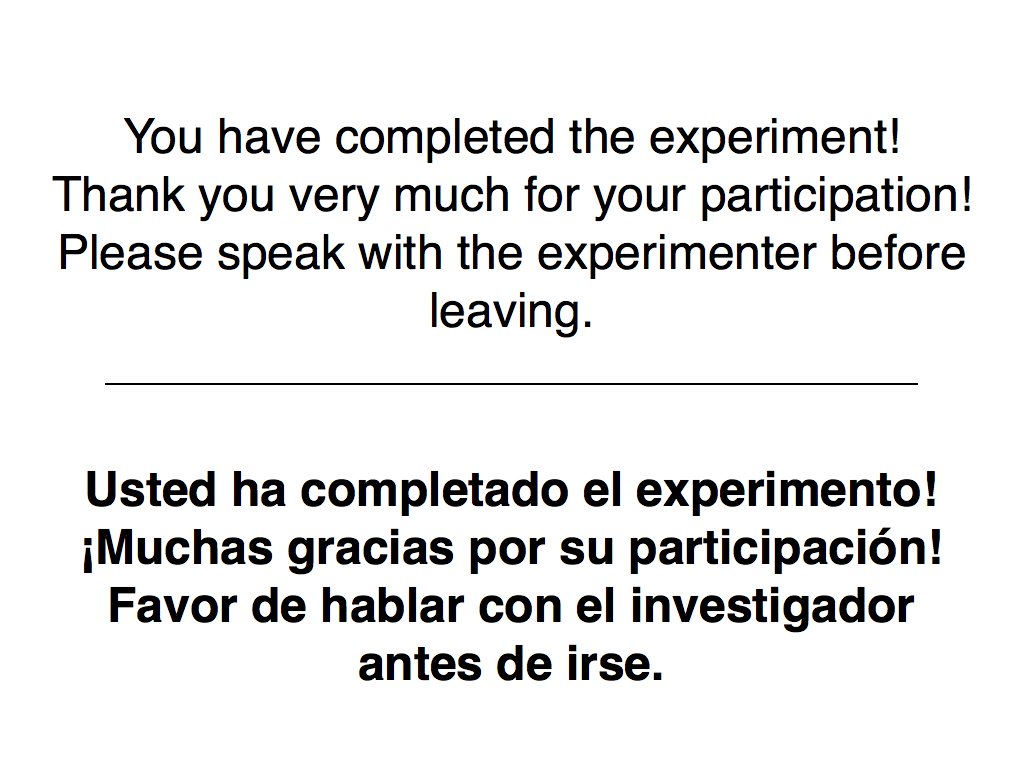 You have completed the experiment!
Thank you very much for your participation!
Please speak with the experimenter before
leaving.
Usted ha completado el experimento!
¡Muchas gracias por su participación!
Favor de hablar con el investigador
antes de irse.